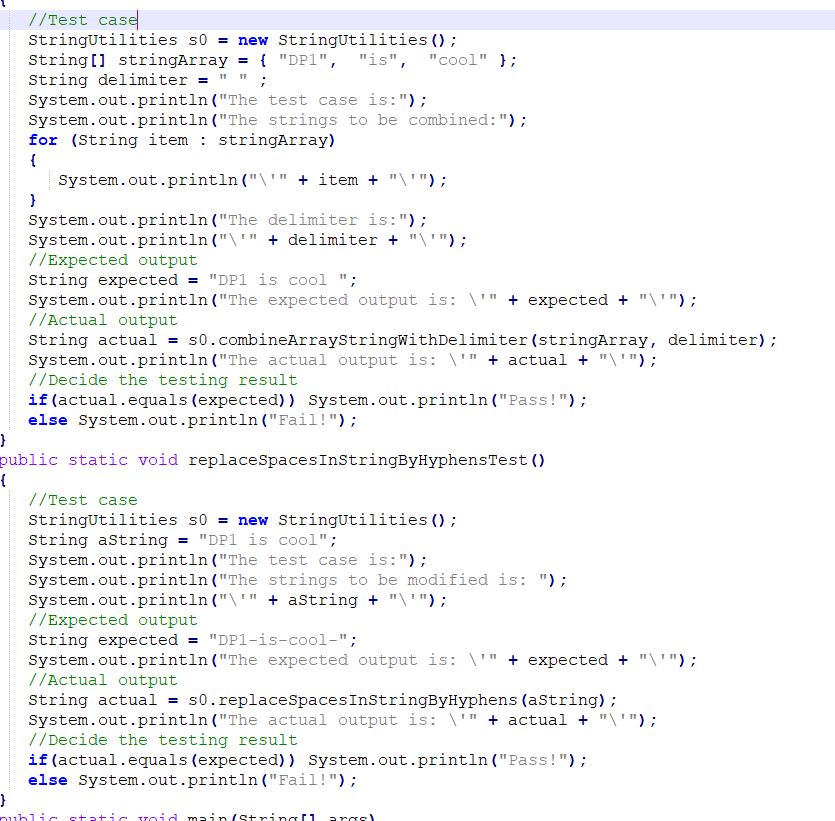 {
//Test case
StringUtilities s0 = new StringUtilities();
String[] stringArray = { "DP1", "is", "cool" };
String delimiter = " " ;
System.out.println("The test case is:");
System.out.println("The strings to be combined:");
for (String item : stringArray)
{
System.out.println("\'" + item + "\'");
}
System.out.println("The delimiter is:");
System.out.println("\'" + delimiter + "\'");
//Expected output
String expected = "DP1 is cool ";
System.out.println("The expected output is: \'" + expected + "\'");
//Actual output
String actual = s0.combineArrayStringWithDelimiter(stringArray, delimiter);
System.out.println("The actual output is: \'" + actual + "\'");
//Decide the testing result
if(actual.equals(expected)) System.out.println("Pass!");
else System.out.println("Fail!");
}
public static void replaceSpacesInStringByHyphensTest()
{
//Test case
StringUtilities s0 = new StringUtilities();
String aString = "DP1 is cool";
System.out.println("The test case is:");
System.out.println("The strings to be modified is: ");
System.out.println("\'" + aString + "\'");
//Expected output
String expected = "DP1-is-cool-";
System.out.println("The expected output is: \'" + expected + "\'");
//Actual output
String actual = s0.replaceSpacesInStringByHyphens(aString);
System.out.println("The actual output is: \'" + actual + "\'");
//Decide the testing result
if(actual.equals(expected)) System.out.println("Pass!");
else System.out.println("Fail!");
}
public static void main(String[] args)